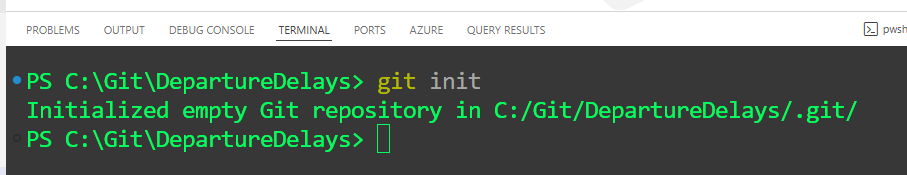 PROBLEMS OUTPUT DEBUG CONSOLE TERMINAL PORTS AZURE QUERY RESULTS pwsh
PS C:\Git\DepartureDelays> git init
Initialized empty Git repository in C:/Git/DepartureDelays/.git/
PS C:\Git\DepartureDelays>